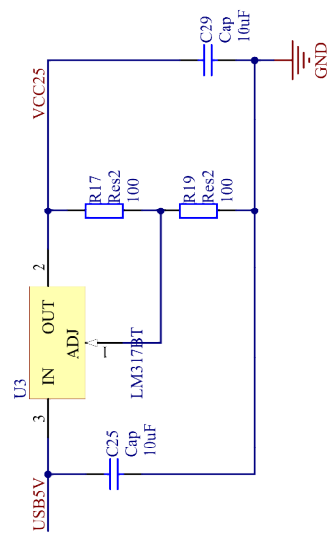 USB5V
U3
3
IN
OUT
2
ADJ
1
LM317BT
VCC25
R17
Res2
100
R19
Res2
100
C25
Cap
10uF
C29
Cap
10uF
GND